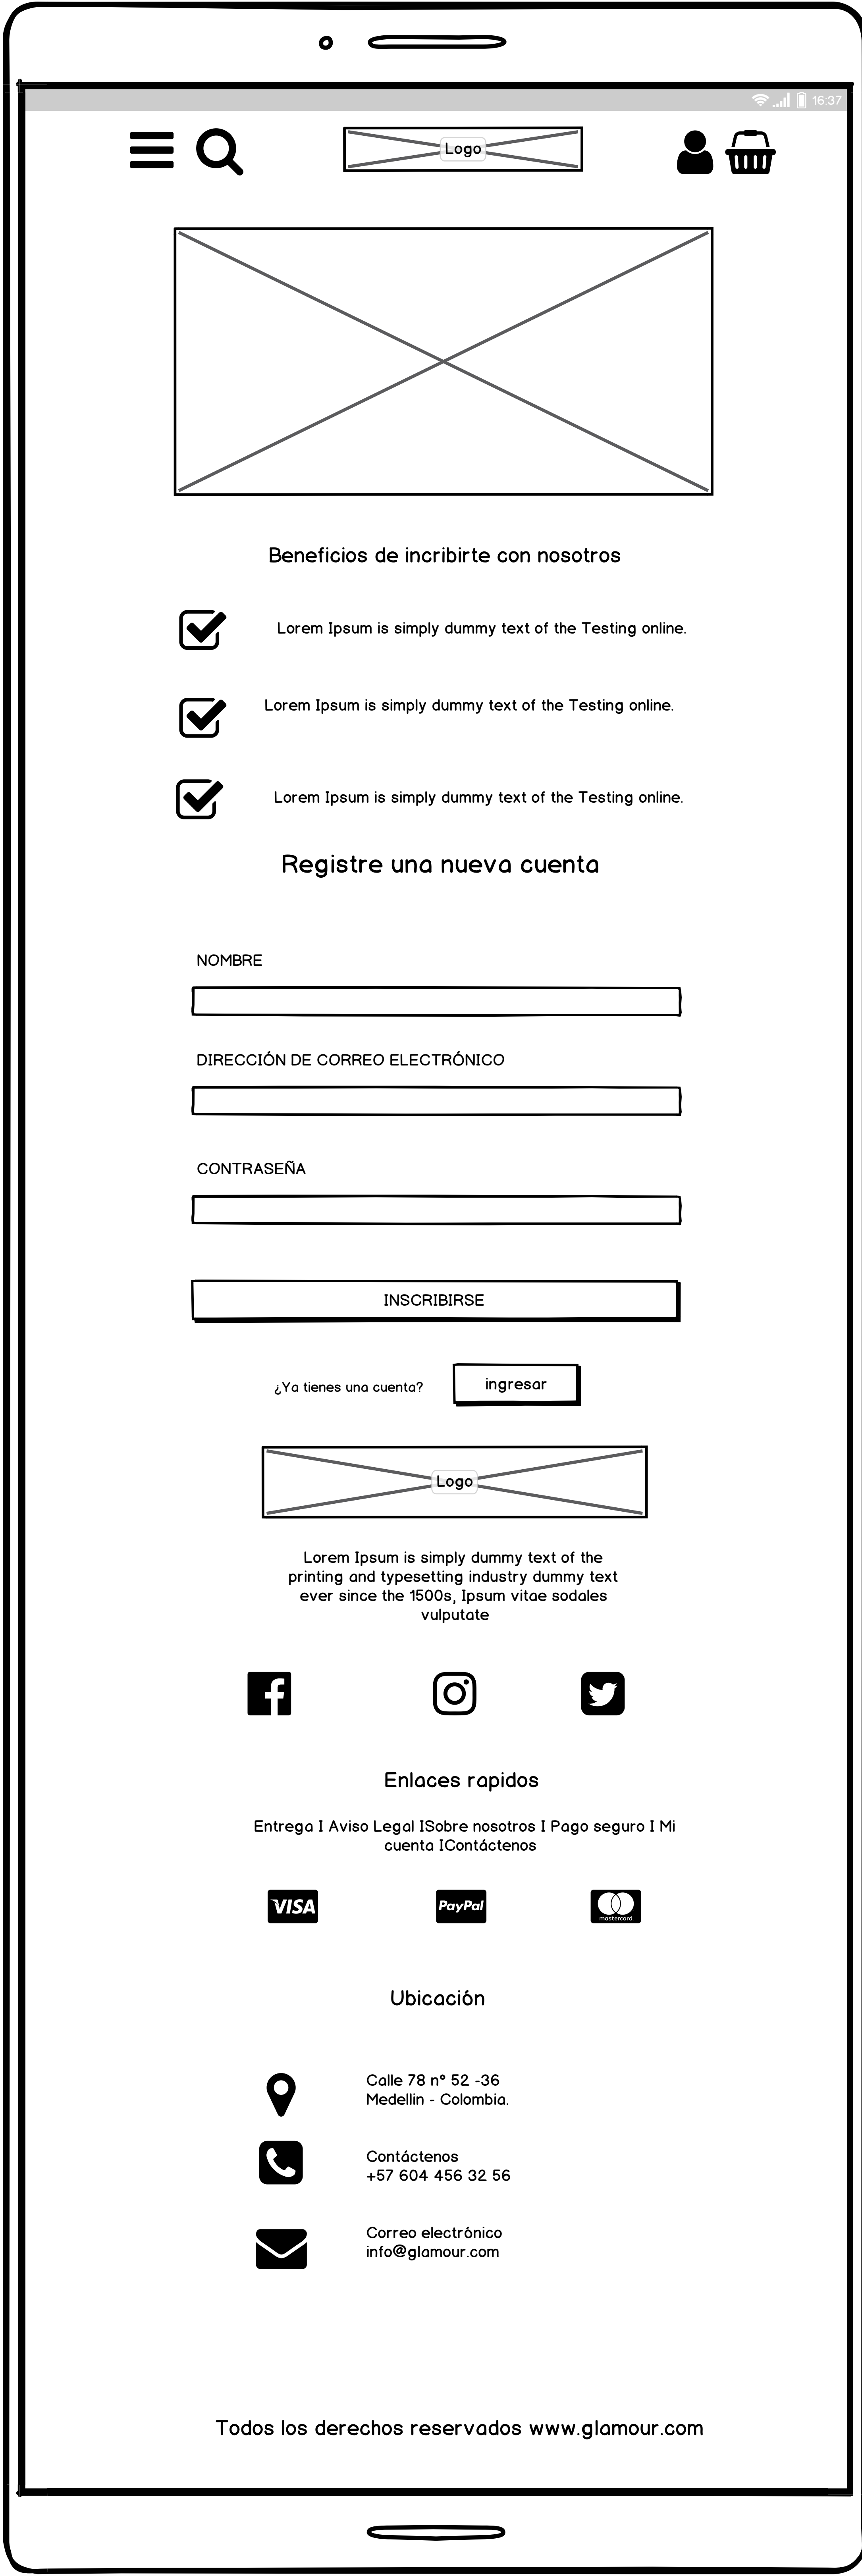 16:37
Logo
Beneficios de incribirte con nosotros
Lorem Ipsum is simply dummy text of the Testing online.
Lorem Ipsum is simply dummy text of the Testing online.
Lorem Ipsum is simply dummy text of the Testing online.
Registre una nueva cuenta
NOMBRE
DIRECCIÓN DE CORREO ELECTRÓNICO
CONTRASEÑA
INSCRIBIRSE
¿Ya tienes una cuenta?
ingresar
Logo
Lorem Ipsum is simply dummy text of the
printing and typesetting industry dummy text
ever since the 1500s, Ipsum vitae sodales
vulputate
Enlaces rapidos
Entrega I Aviso Legal ISobre nosotros I Pago seguro I Mi
cuenta IContáctenos
VISA
PayPal
mastercard
Ubicación
Calle 78 n° 52 -36
Medellin - Colombia.
Contáctenos
+57 604 456 32 56
Correo electrónico
info@glamour.com
Todos los derechos reservados www.glamour.com